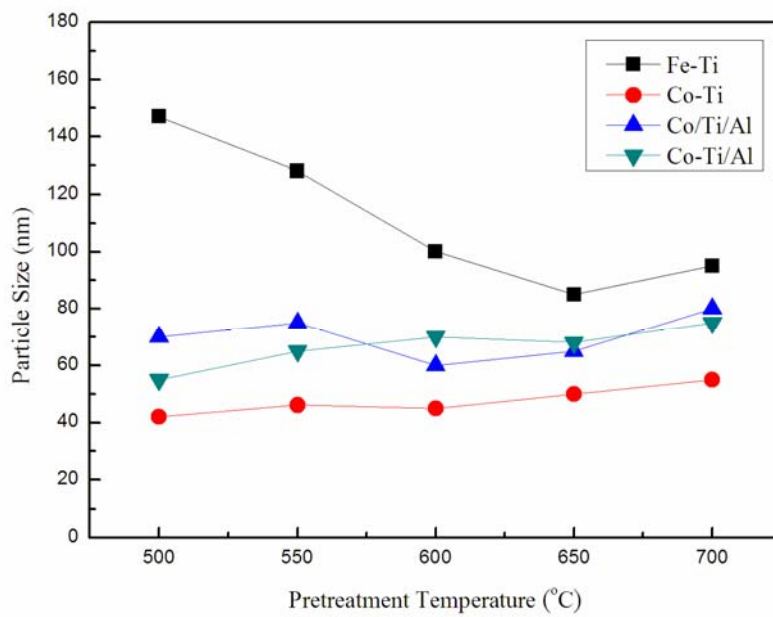 180
160
140
120
100
80
60
40
20
0
Particle Size (nm)
Fe-Ti
Co-Ti
Co/Ti/Al
Co-Ti/Al
500 550 600 650 700
Pretreatment Temperature (°C)